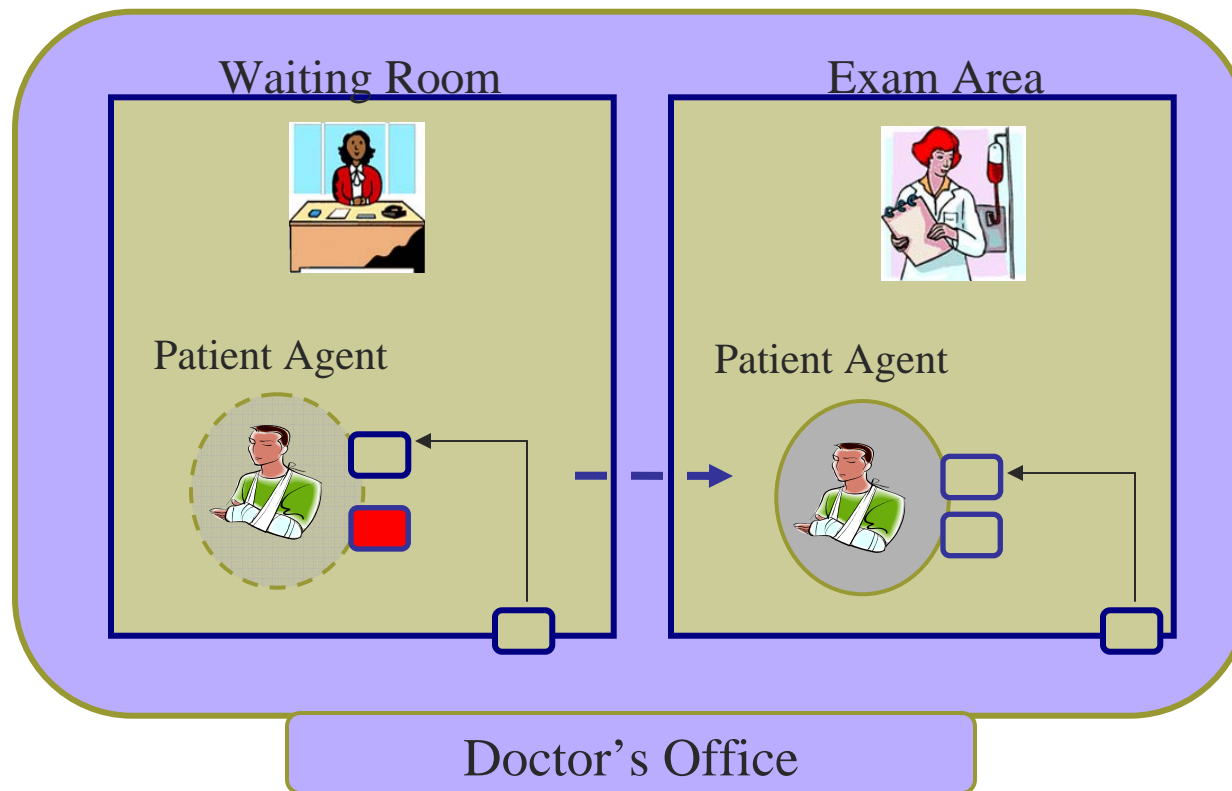 Waiting Room
Exam Area
Patient Agent
Patient Agent
Doctor’s Office